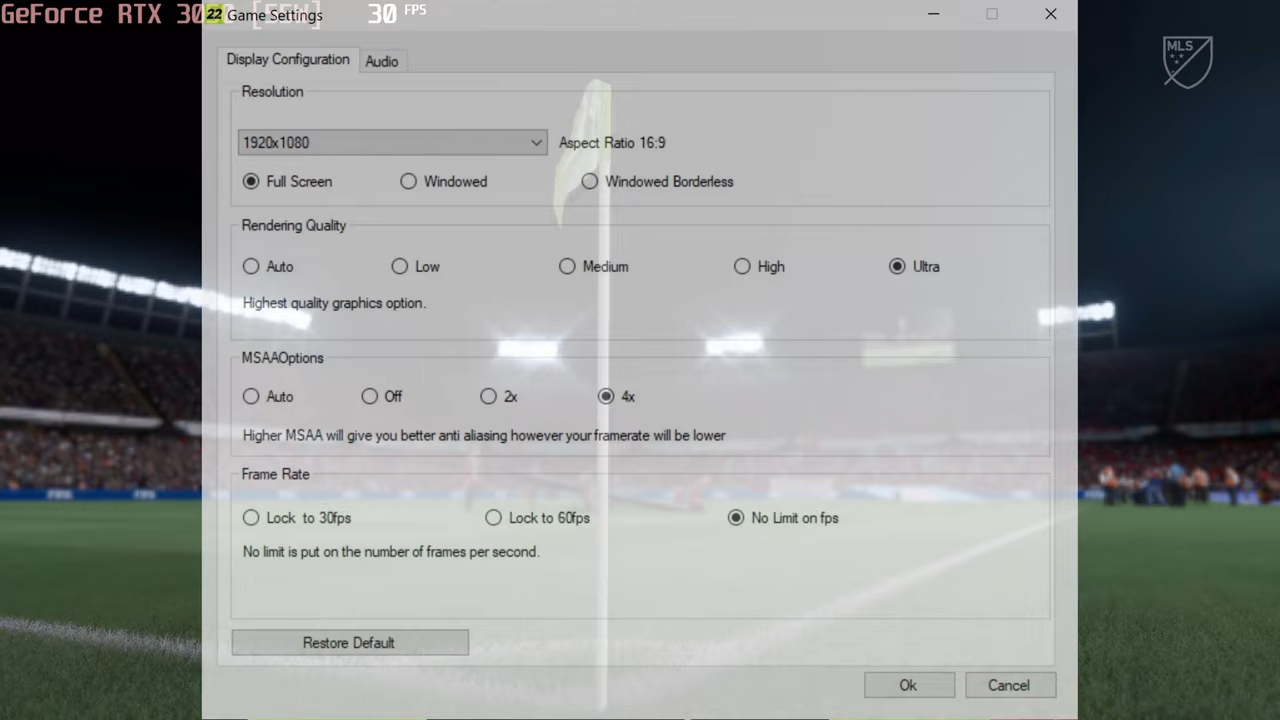 GeForce RTX
30 FPS
22 Game Settings
MLS
Display Configuration Audio
Resolution
1920x1080 Aspect Ratio 16:9
Full Screen Windowed Windowed Borderless
Rendering Quality
Auto Low Medium High Ultra
Highest quality graphics option.
MSAAOptions
Auto Off 2x 4x
Higher MSAA will give you better anti aliasing however your framerate will be lower
Frame Rate
Lock to 30fps Lock to 60fps No Limit on fps
No limit is put on the number of frames per second.
Restore Default
Ok Cancel